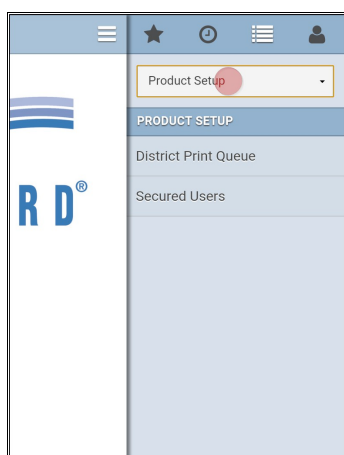 Product Setup
PRODUCT SETUP
District Print Queue
Secured Users
R D®